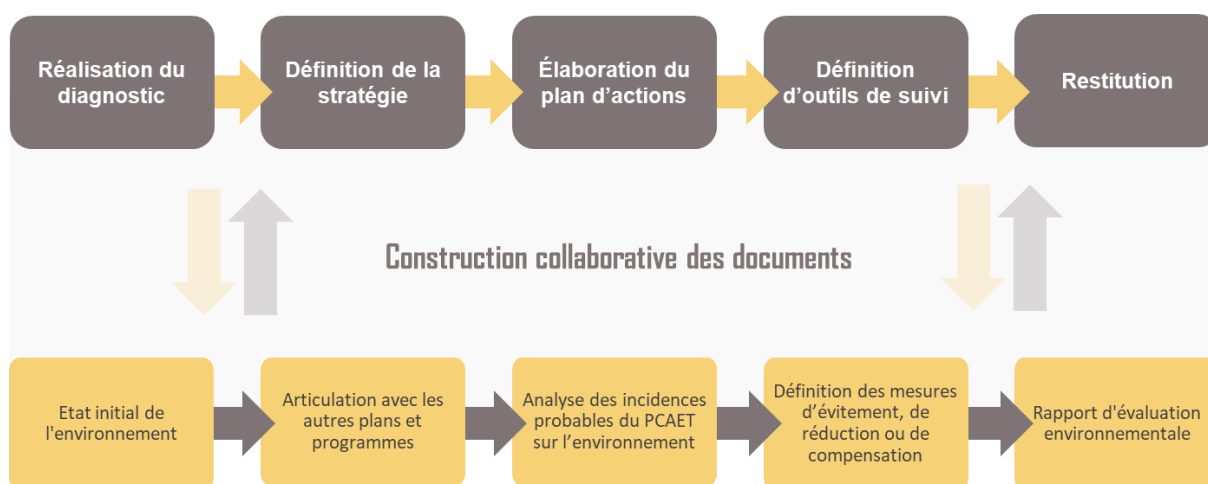 Réalisation du
diagnostic
Définition de la
stratégie
Élaboration du
plan d’actions
Définition
d’outils de suivi
Restitution
Construction collaborative des documents
Etat initial de
l'environnement
Articulation avec les
autres plans et
programmes
Analyse des incidences
probables du PCAET
sur l’environnement
Définition des mesures
d’évitement, de
réduction ou de
compensation
Rapport d'évaluation
environnementale